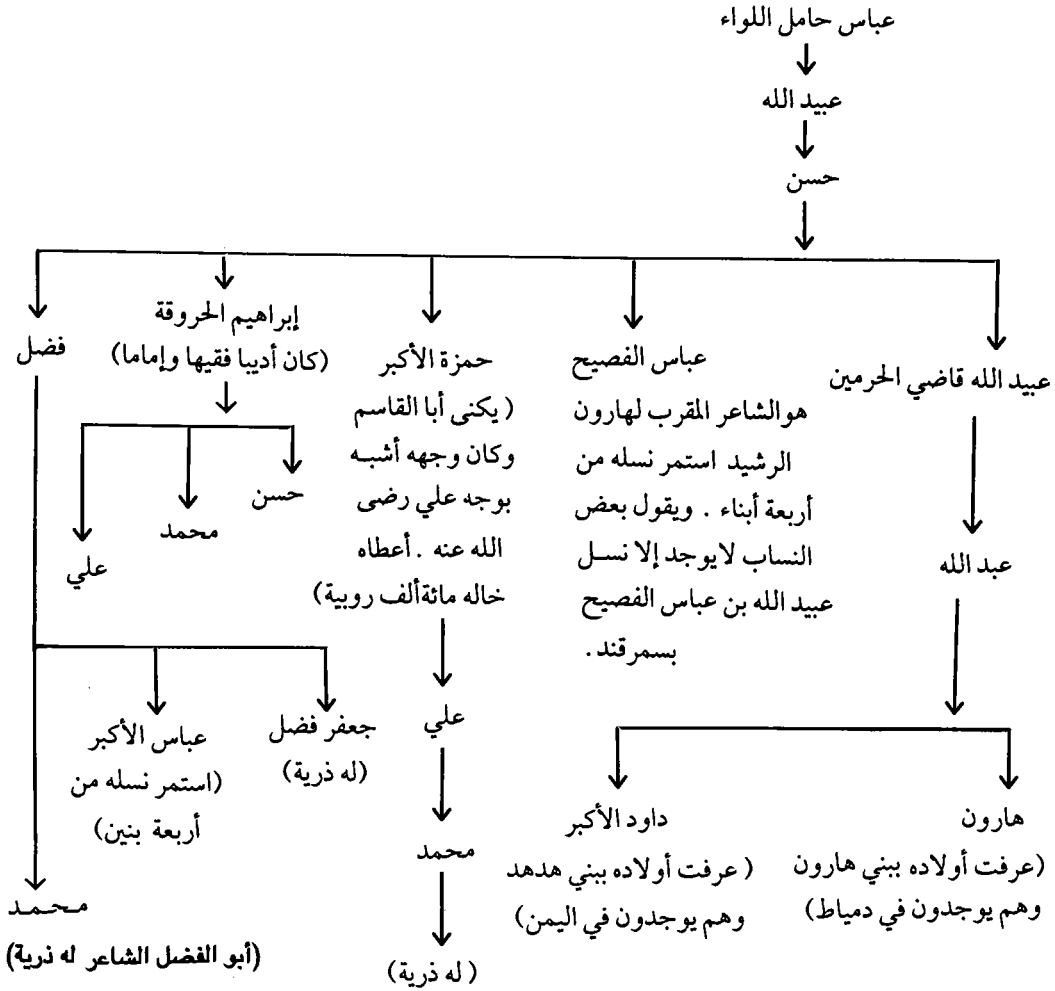 عباس حامل اللواء
عبيد الله
حسن
عبيد الله قاضي الحرمين
عبد الله
هارون
(عرفت أولاده ببني هارون
وهم يوجدون في دمياط)
داود الأكبر
(عرفت أولاده ببني هدهد
وهم يوجدون في اليمن)
عباس الفصيح
هوالشاعر المقرب لهارون
الرشيد استمر نسله من
أربعة أبناء . ويقول بعض
النساب لايوجد إلا نسل
عبيد الله بن عباس الفصيح
بسمرقند .
حمزة الأكبر
(يكنى أبا القاسم
وكان وجهه أشبه
بوجه علي رضى
الله عنه . أعطاه
خاله مائةألف روبية)
علي
محمد
(له ذرية)
إبراهيم الحروقة
(كان أديبا فقيها وإماما)
حسن
محمد
علي
فضل
جعفر فضل
(له ذرية)
عباس الأكبر
(استمر نسله من
أربعة بنين)
محمد
(أبو الفضل الشاعر له ذرية)